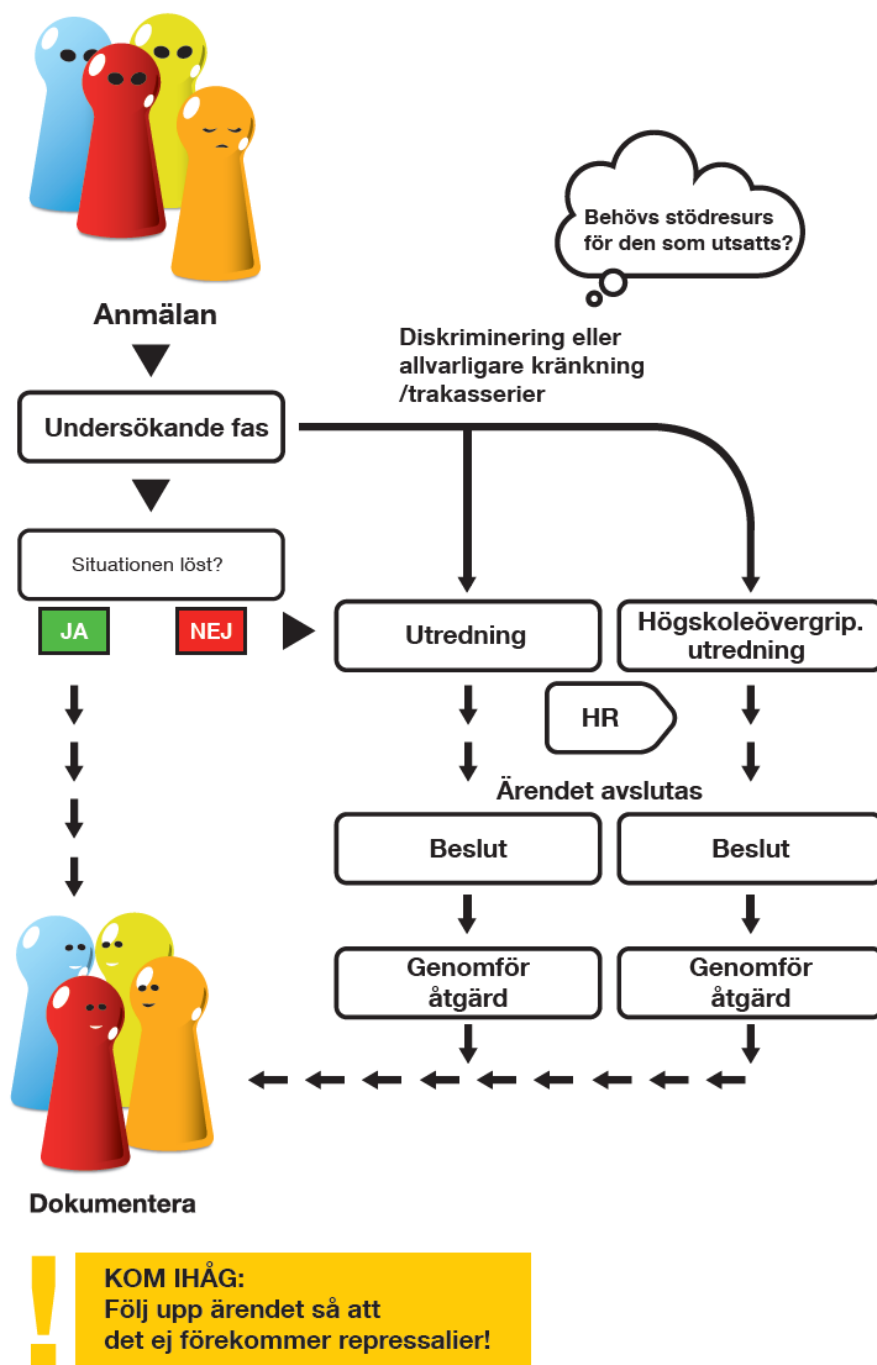 Behövs stödresurs
för den som utsatts?
Anmälan
Diskriminering eller
allvarligare kränkning
/trakasserier
Undersökande fas
Situationen löst?
JA
NEJ
Utredning
Högskoleövergrip.
utredning
HR
Ärendet avslutas
Beslut
Beslut
Genomför
åtgärd
Genomför
åtgärd
Dokumentera
!
KOM IHÅG:
Följ upp ärendet så att
det ej förekommer repressalier!